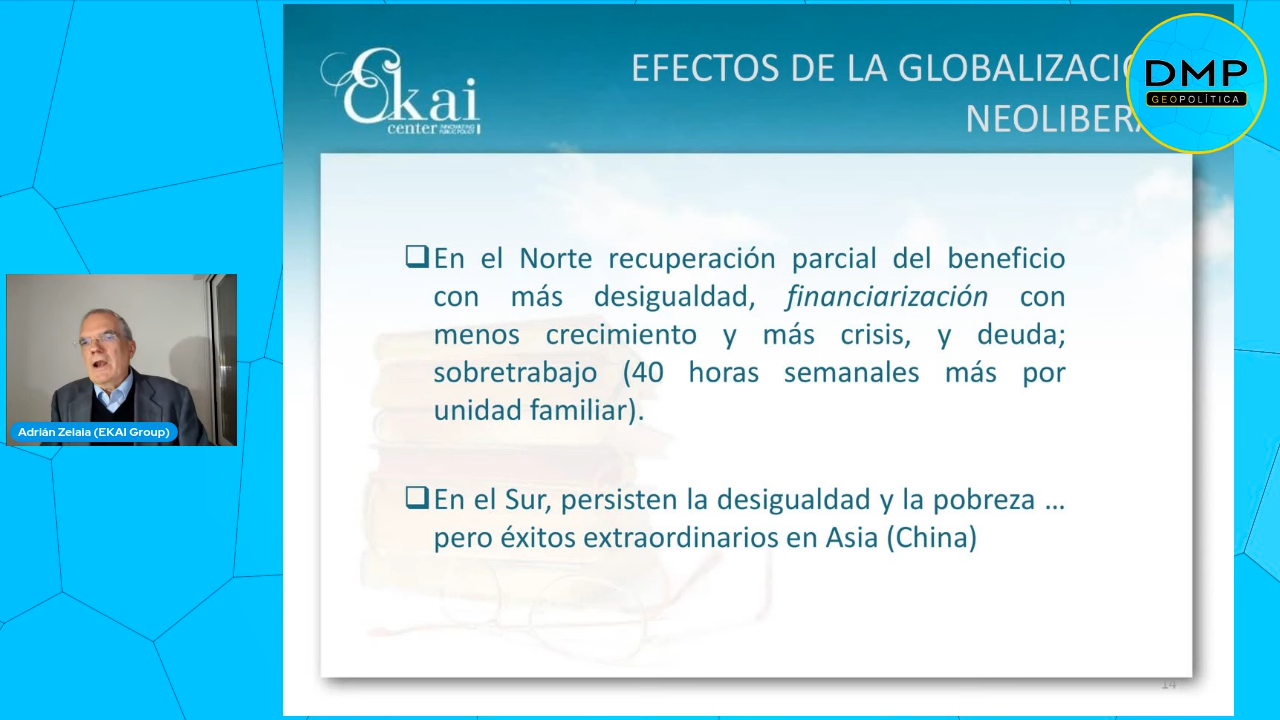 Ekai
center
EFECTOS DE LA GLOBALIZACIÓ
NEOLIBERA
DMP
GEOPOLÍTICA
❑En el Norte recuperación parcial del beneficio
con más desigualdad, financiarización con
menos crecimiento y más crisis, y deuda;
sobretrabajo (40 horas semanales más por
unidad familiar).
❑En el Sur, persisten la desigualdad y la pobreza …
pero éxitos extraordinarios en Asia (China)
Adrián Zelaia (EKAI Group)
14